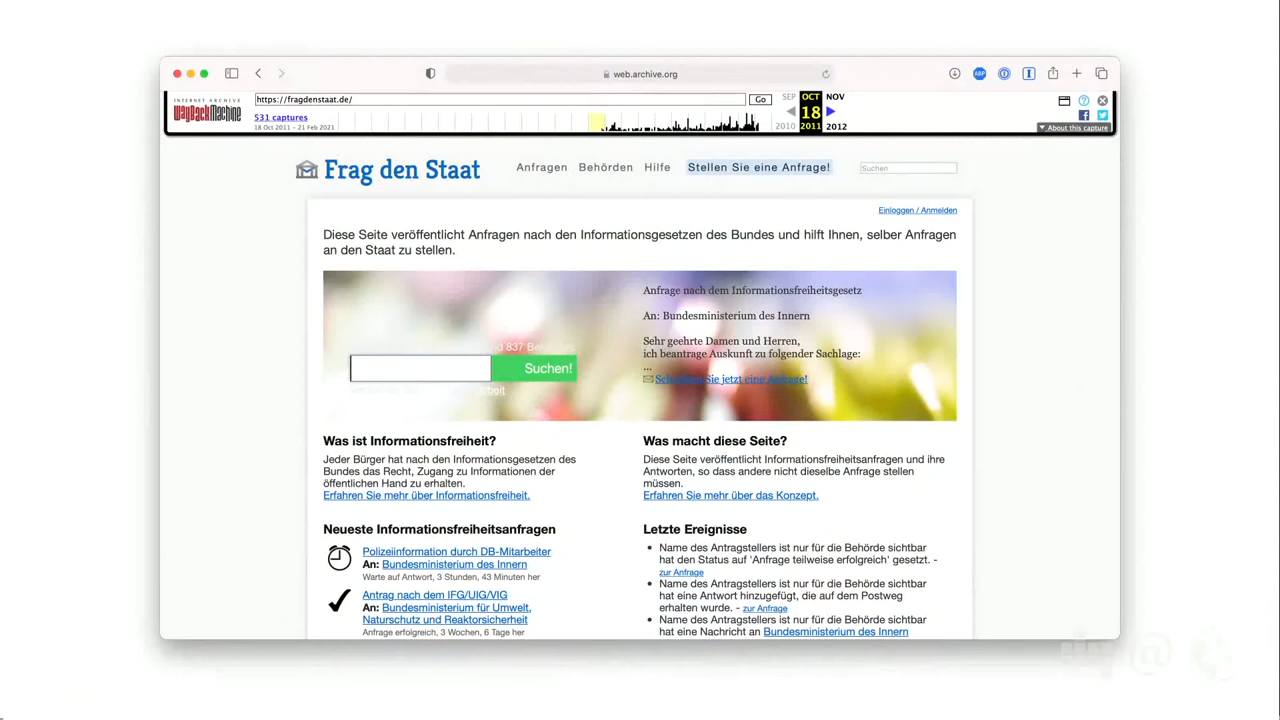 web.archive.org
INTERNET ARCHIVE
WayBackMachine
https://fragdenstaat.de/
Go
SEP
OCT
NOV
531 captures
18
18 Oct 2011 – 21 Feb 2021
2010
2011
2012
About this capture
Frag den Staat
Anfragen
Behörden
Hilfe
Stellen Sie eine Anfrage!
Suchen
Einloggen / Anmelden
Diese Seite veröffentlicht Anfragen nach den Informationsgesetzen des Bundes und hilft Ihnen, selber Anfragen
an den Staat zu stellen.
837
Suchen!
Anfrage nach dem Informationsfreiheitsgesetz
An: Bundesministerium des Innern
Sehr geehrte Damen und Herren,
ich beantrage Auskunft zu folgender Sachlage:
...
Sie jetzt eine Anfrage!
Was ist Informationsfreiheit?
Jeder Bürger hat nach den Informationsgesetzen des
Bundes das Recht, Zugang zu Informationen der
öffentlichen Hand zu erhalten.
Erfahren Sie mehr über Informationsfreiheit.
Was macht diese Seite?
Diese Seite veröffentlicht Informationsfreiheitsanfragen und ihre
Antworten, so dass andere nicht dieselbe Anfrage stellen
müssen.
Erfahren Sie mehr über das Konzept.
Neueste Informationsfreiheitsanfragen
Polizeiinformation durch DB-Mitarbeiter
An: Bundesministerium des Innern
Warte auf Antwort, 3 Stunden, 43 Minuten her
Antrag nach dem IFG/UIG/VIG
An: Bundesministerium für Umwelt,
Naturschutz und Reaktorsicherheit
Anfrage erfolgreich, 3 Wochen, 6 Tage her
Letzte Ereignisse
Name des Antragstellers ist nur für die Behörde sichtbar
hat den Status auf 'Anfrage teilweise erfolgreich' gesetzt. -
zur Anfrage
Name des Antragstellers ist nur für die Behörde sichtbar
hat eine Antwort hinzugefügt, die auf dem Postweg
erhalten wurde. - zur Anfrage
Name des Antragstellers ist nur für die Behörde sichtbar
hat eine Nachricht an Bundesministerium des Innern